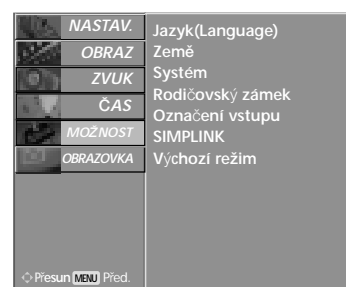 NASTAV.
OBRAZ
ZVUK
ČAS
MOŽNOST
OBRAZOVKA
Jazyk(Language)
Země
Systém
Rodičovský zámek
Označení vstupu
SIMPLINK
Výchozí režim
Přesun MENU Před.